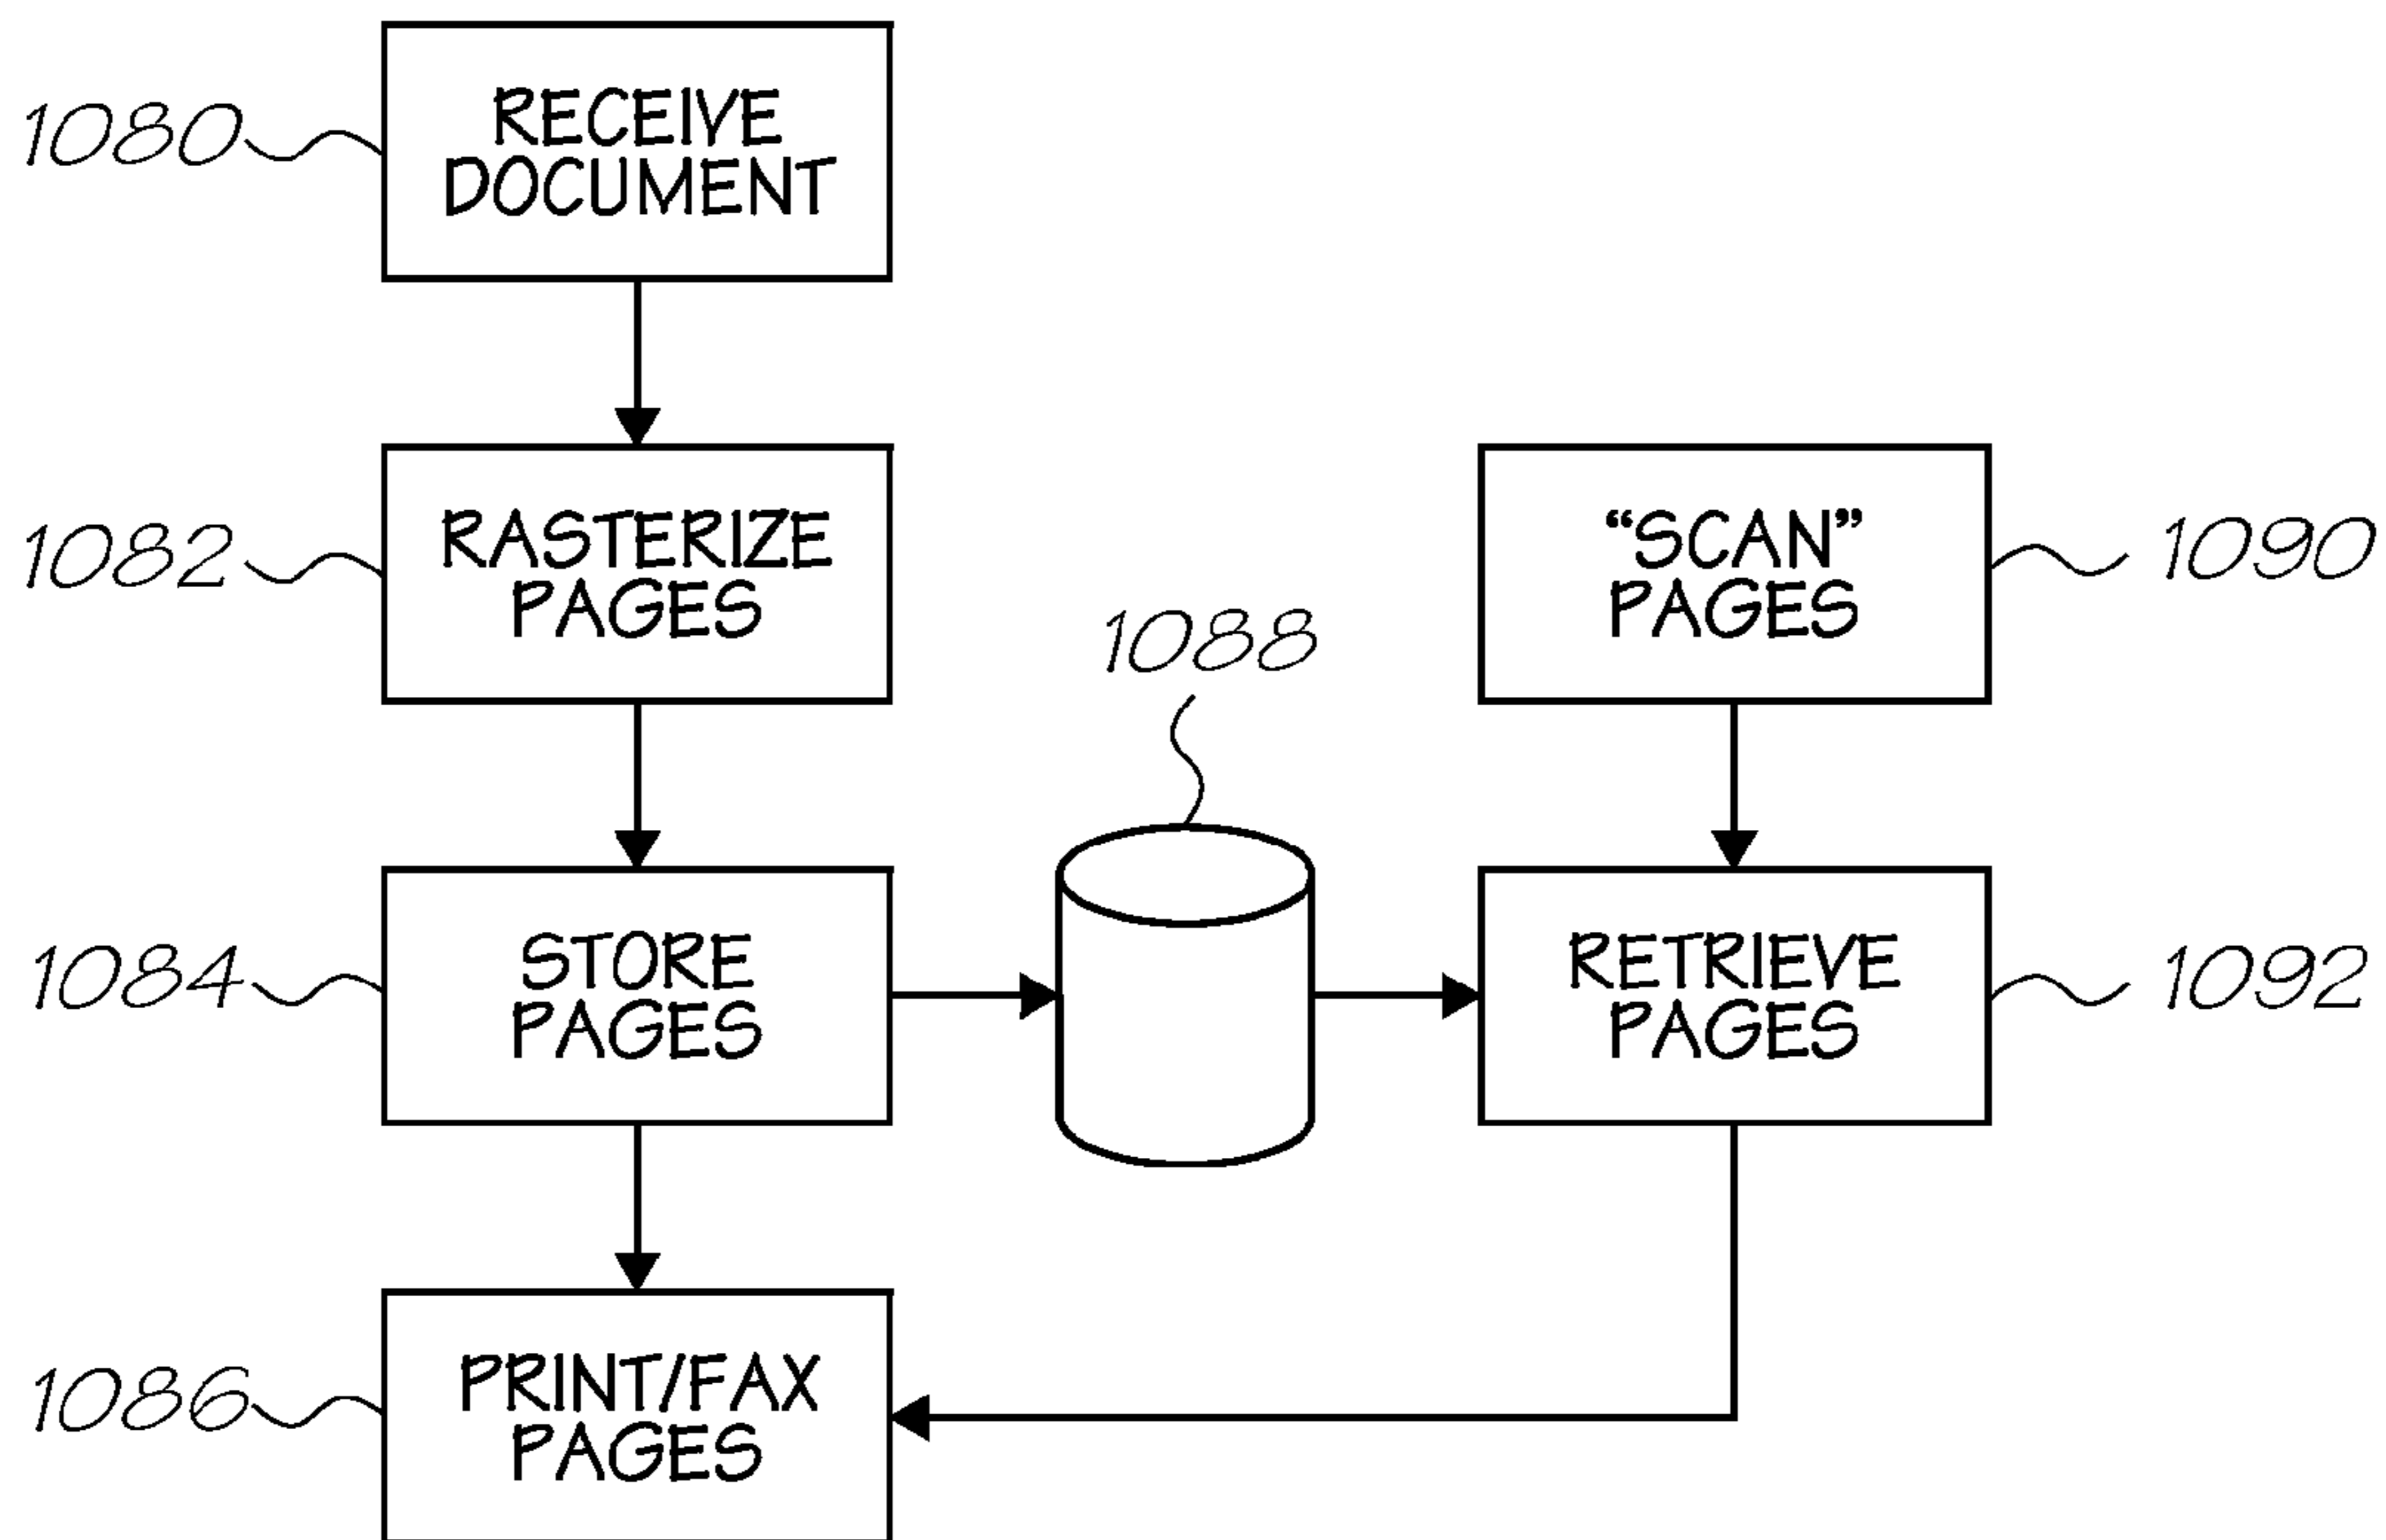 1080
RECEIVE
DOCUMENT
1082
RASTERIZE
PAGES
1088
“SCAN”
PAGES
1090
1084
STORE
PAGES
RETRIEVE
PAGES
1092
1086
PRINT/FAX
PAGES